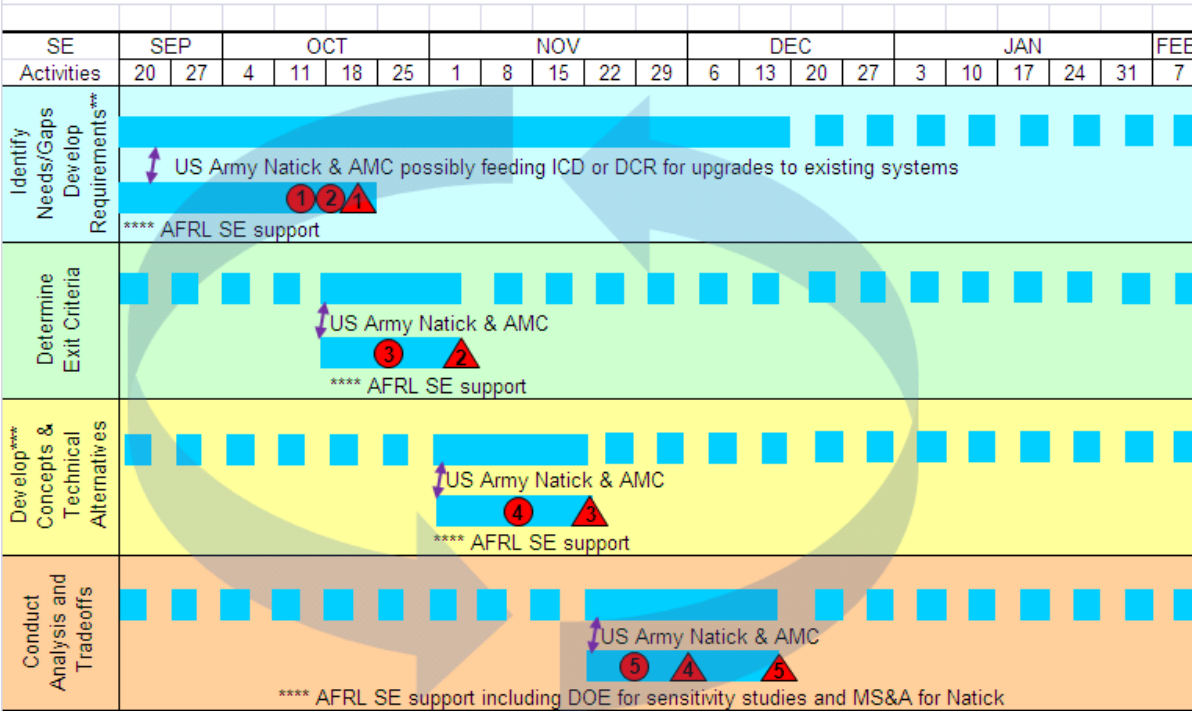 SE SEP OCT NOV DEC JAN FEB
Activities 20 27 4 11 18 25 1 8 15 22 29 6 13 20 27 3 10 17 24 31 7
Identify
Needs/Gaps
Develop
Requirements**
US Army Natick & AMC possibly feeding ICD or DCR for upgrades to existing systems
1 2 1
**** AFRL SE support
Determine
Exit Criteria
US Army Natick & AMC
3 2
**** AFRL SE support
Develop***
Concepts &
Technical
Alternatives
US Army Natick & AMC
4 3
**** AFRL SE support
Conduct
Analysis and
Tradeoffs
US Army Natick & AMC
5 4 5
**** AFRL SE support including DOE for sensitivity studies and MS&A for Natick